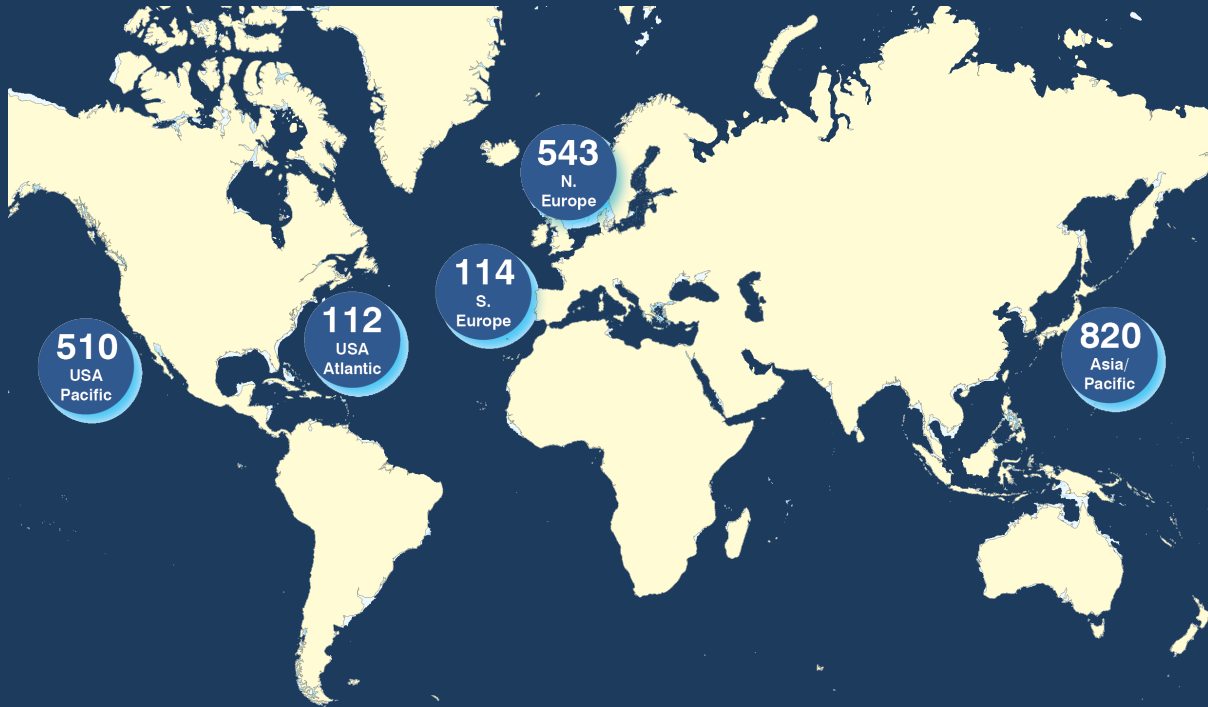 543
N.
Europe
114
S.
Europe
112
USA
Atlantic
510
USA
Pacific
820
Asia/
Pacific